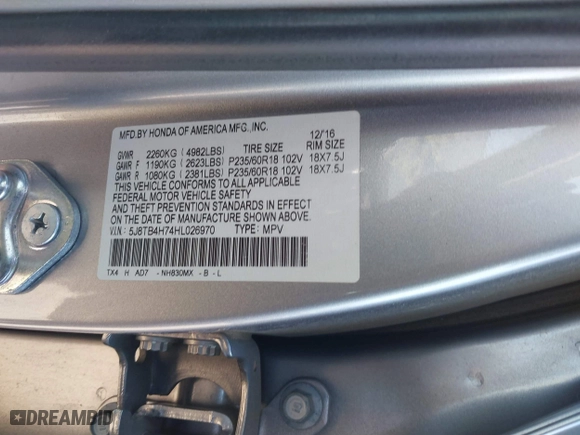 MFD.BY HONDA OF AMERICA MFG.,INC. 12/16
GVWR 2260KG (4982LBS) TIRE SIZE RIM SIZE
GAWR F 1190KG (2623LBS) P235/60R18 102V 18X7.5J
GAWR R 1080KG (2381LBS) P235/60R18 102V 18X7.5J
THIS VEHICLE CONFORMS TO ALL APPLICABLE
FEDERAL MOTOR VEHICLE SAFETY
AND THEFT PREVENTION STANDARDS IN EFFECT
ON THE DATE OF MANUFACTURE SHOWN ABOVE.
V.I.N.: 5J8TB4H74HL026970 TYPE: MPV
TX4 H AD7 - NH830MX - B - L
DREAMBID